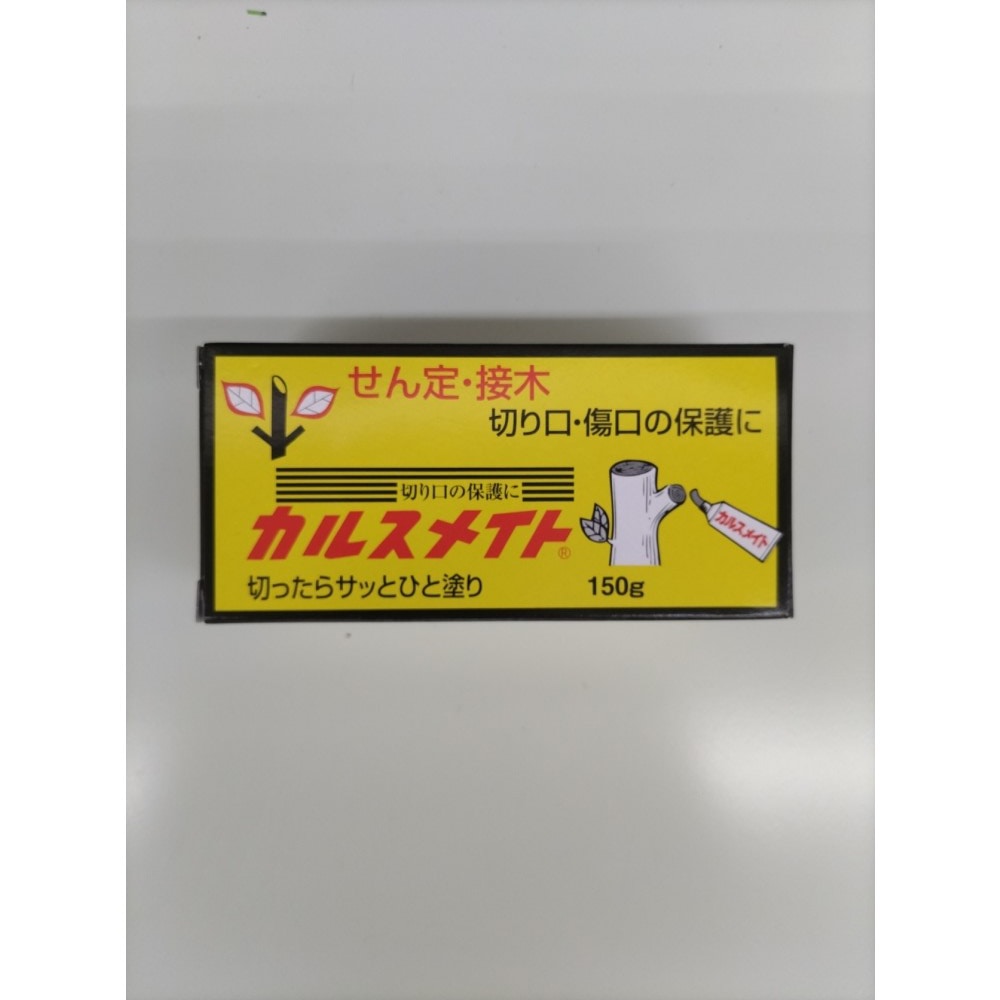 せん定・接木
切り口・傷口の保護に
切り口の保護に
カルスメイト®
カルスメイト
切ったらサッとひと塗り
150g